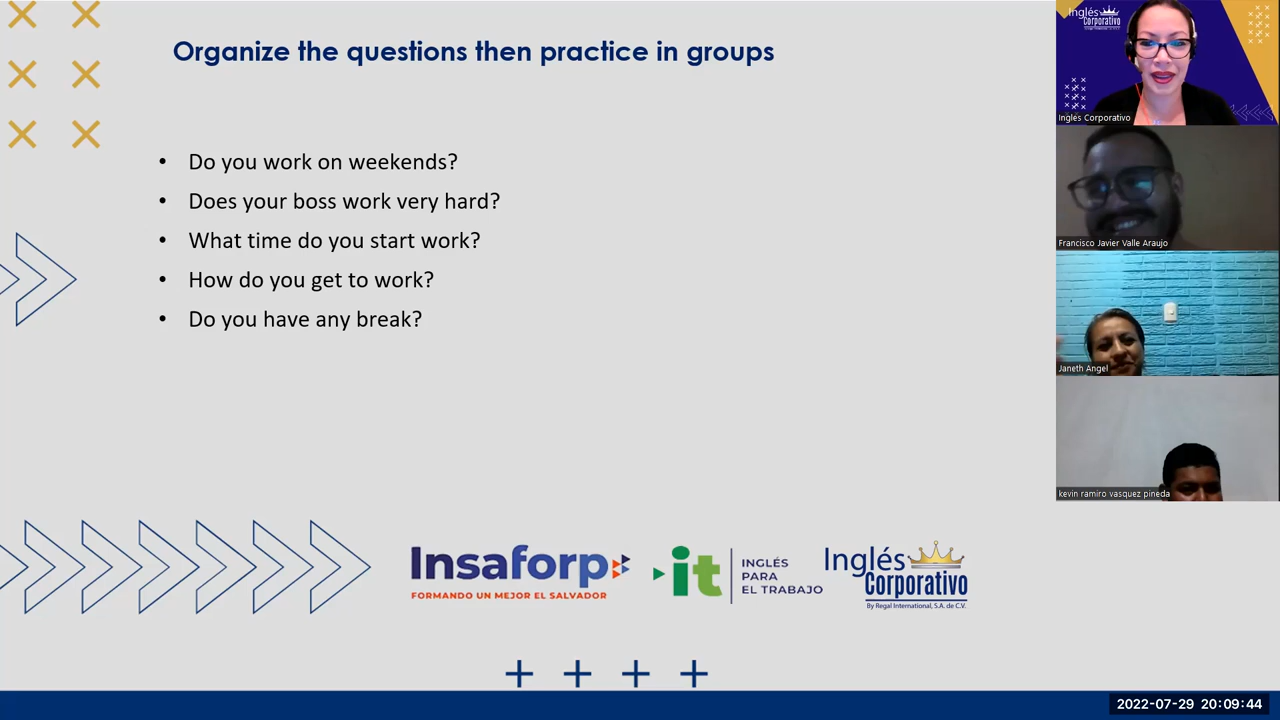 Organize the questions then practice in groups
• Do you work on weekends?
• Does your boss work very hard?
• What time do you start work?
• How do you get to work?
• Do you have any break?
Inglés
Corporativo
Inglés Corporativo
Francisco Javier Valle Araujo
Janeth Angel
kevin ramiro vasquez pineda
Insaforp
FORMANDO UN MEJOR EL SALVADOR
it
INGLÉS
PARA
EL TRABAJO
Inglés
Corporativo
By Regal International, S.A. de C.V.
2022-07-29 20:09:44